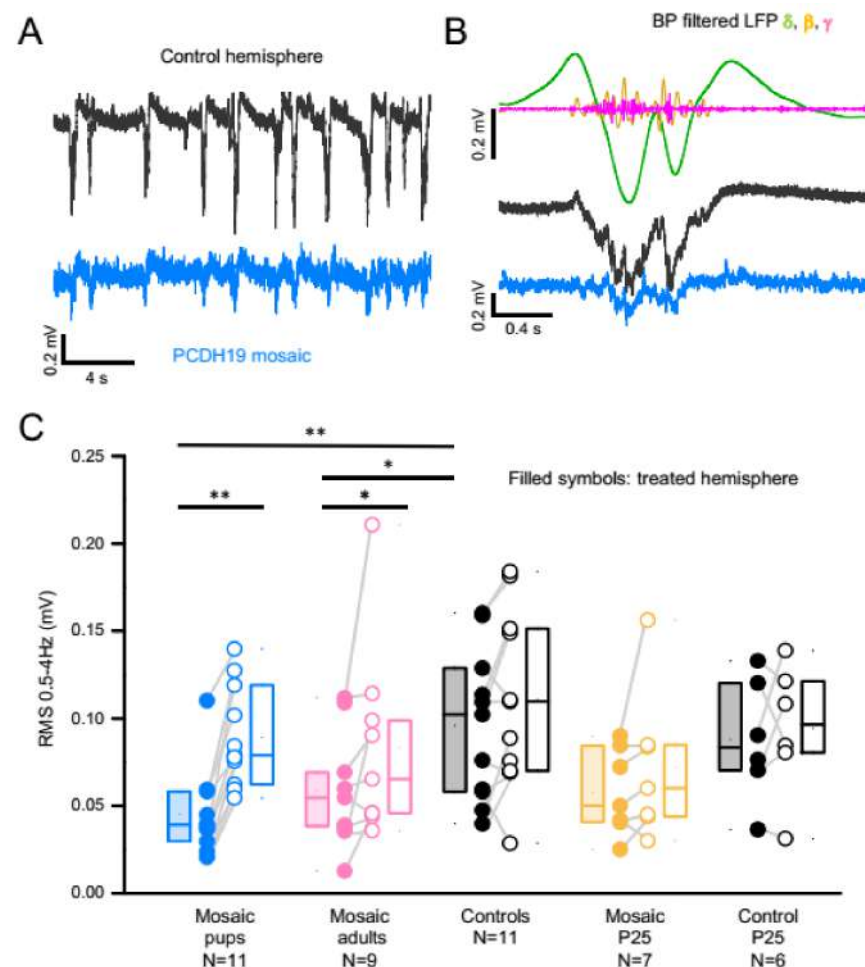 A
Control hemisphere
0.2 mV
4 s
PCDH19 mosaic
B
BP filtered LFP δ, β, γ
0.2 mV
0.2 mV
0.4 s
C
**
*
**
*
Filled symbols: treated hemisphere
RMS 0.5-4Hz (mV)
0.25
0.20
0.15
0.10
0.05
0.00
Mosaic
pups
N=11
Mosaic
adults
N=9
Controls
N=11
Mosaic
P25
N=7
Control
P25
N=6